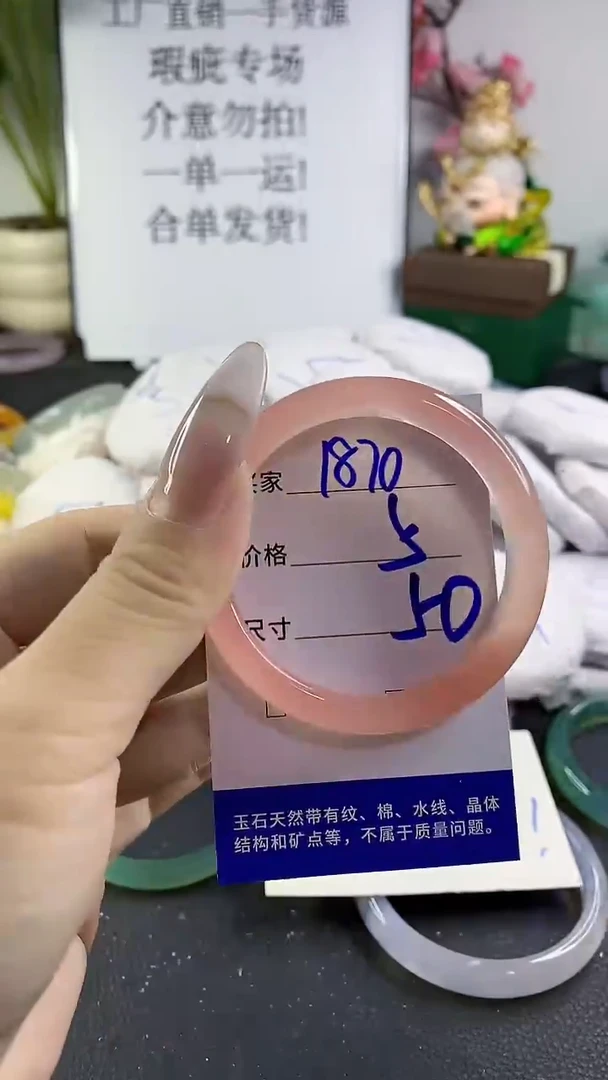 工厂直销一手货源
瑕疵专场
介意勿拍!
一单一运!
合单发货!
买家 1870
价格 5
尺寸 50
玉石天然带有纹、棉、水线、晶体
结构和矿点等，不属于质量问题。